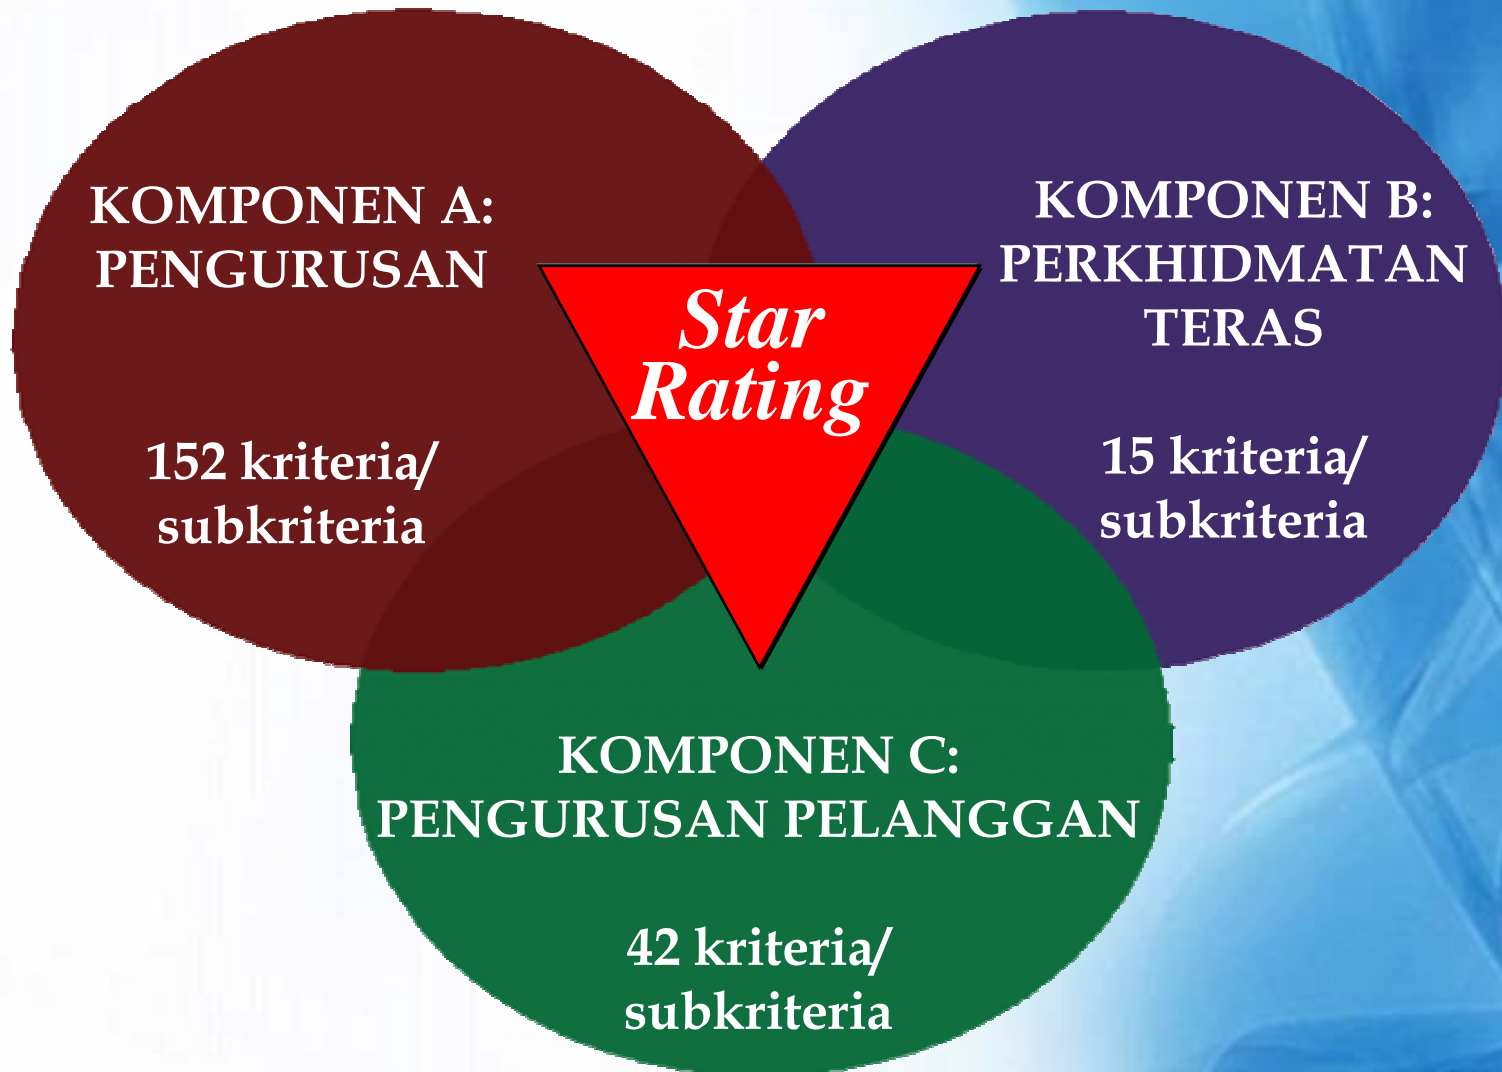 KOMPONEN A:
PENGURUSAN
152 kriteria/
subkriteria
Star
Rating
KOMPONEN B:
PERKHIDMATAN
TERAS
15 kriteria/
subkriteria
KOMPONEN C:
PENGURUSAN PELANGGAN
42 kriteria/
subkriteria